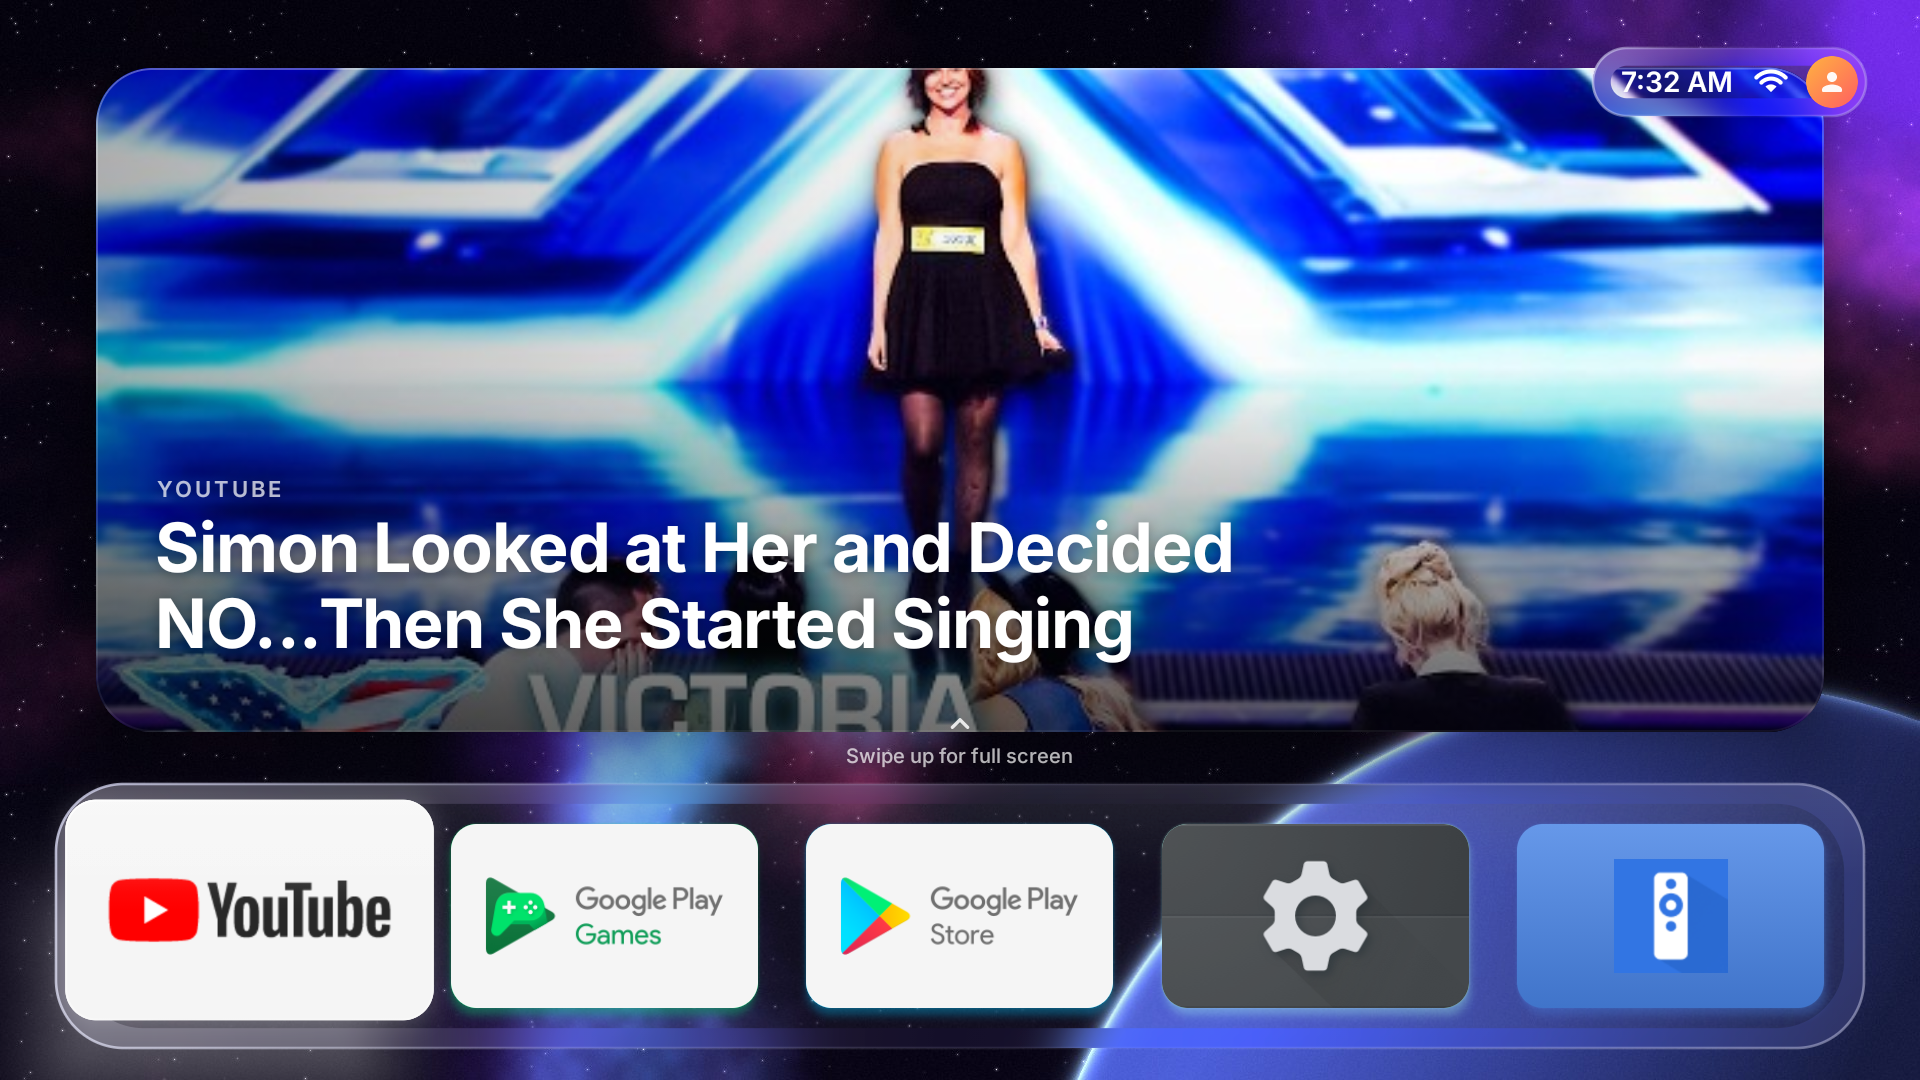 7:32 AM
YOUTUBE
Simon Looked at Her and Decided
NO...Then She Started Singing
VICTORIA
Swipe up for full screen
YouTube
Google Play
Games
Google Play
Store